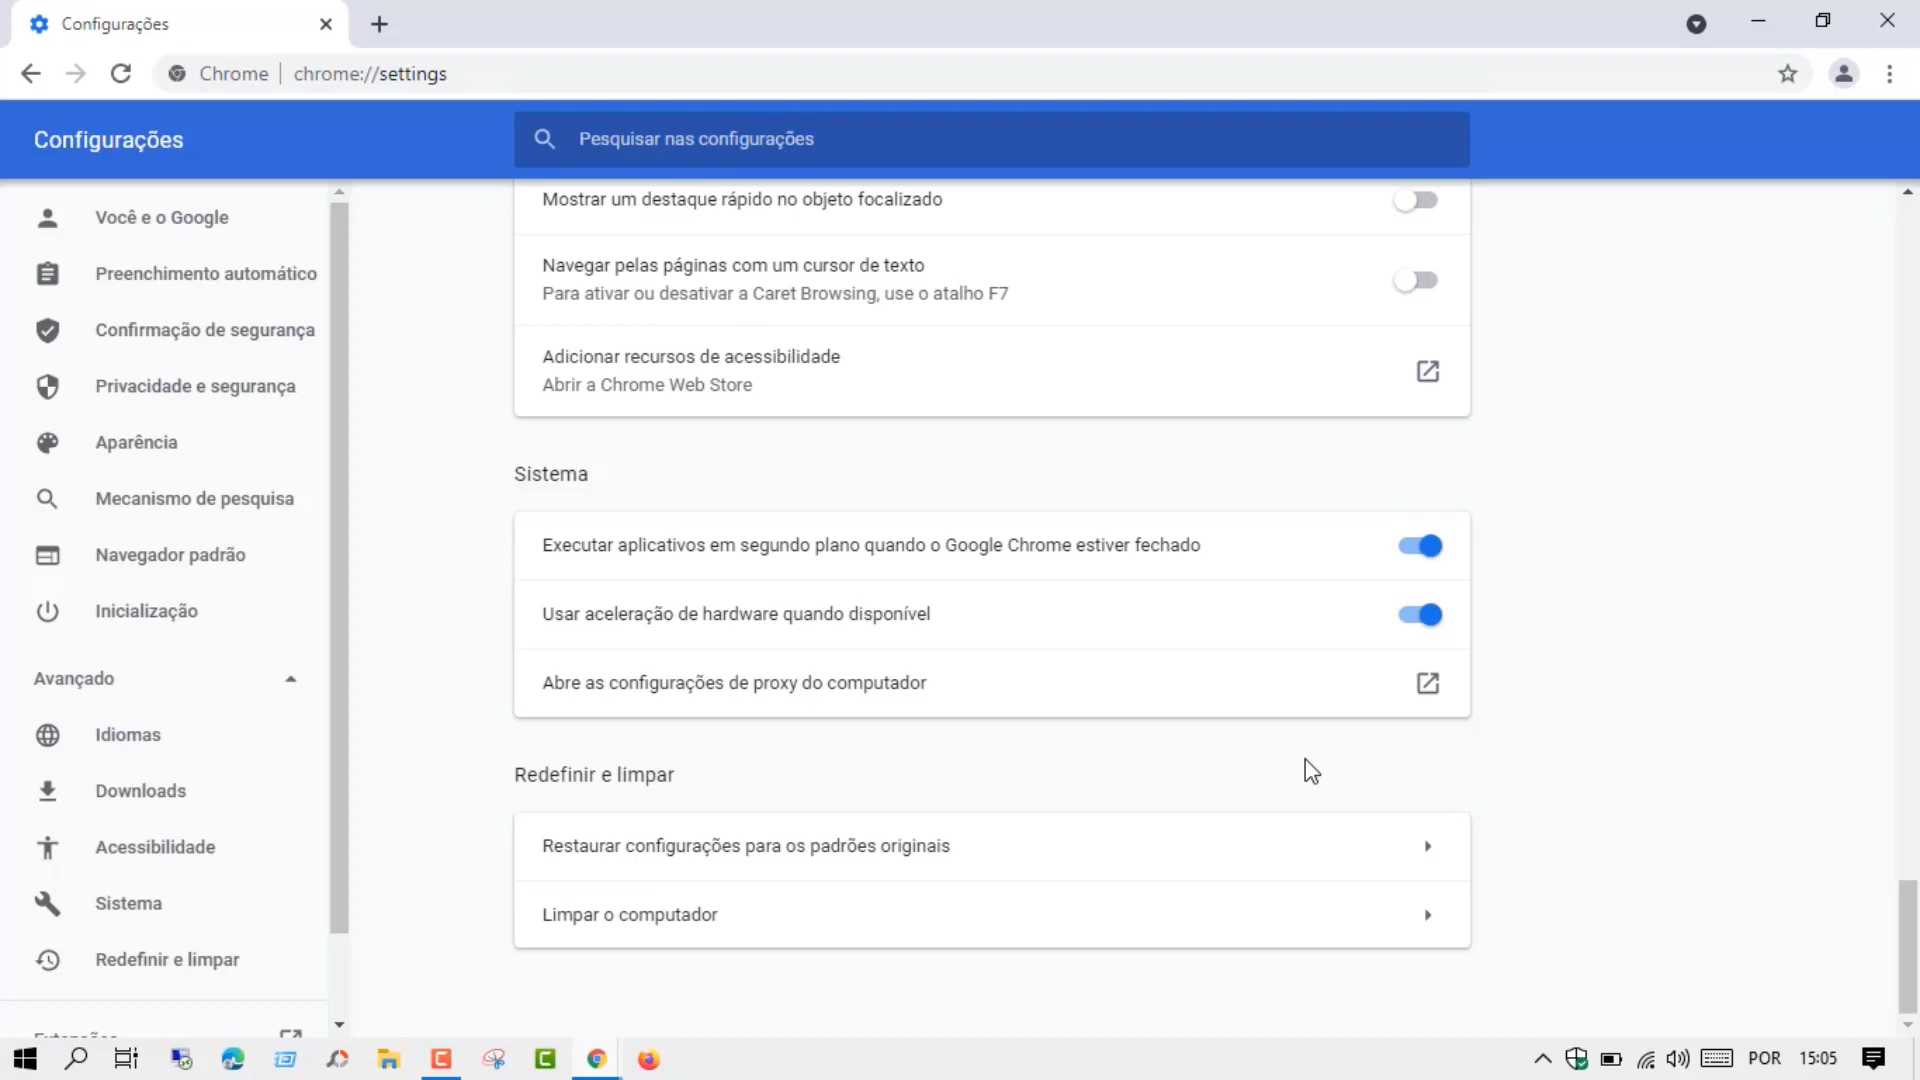 Configurações
Chrome | chrome://settings
Configurações
Pesquisar nas configurações
Você e o Google
Preenchimento automático
Confirmação de segurança
Privacidade e segurança
Aparência
Mecanismo de pesquisa
Navegador padrão
Inicialização
Avançado
Idiomas
Downloads
Acessibilidade
Sistema
Redefinir e limpar
Extensões
Mostrar um destaque rápido no objeto focalizado
Navegar pelas páginas com um cursor de texto
Para ativar ou desativar a Caret Browsing, use o atalho F7
Adicionar recursos de acessibilidade
Abrir a Chrome Web Store
Sistema
Executar aplicativos em segundo plano quando o Google Chrome estiver fechado
Usar aceleração de hardware quando disponível
Abre as configurações de proxy do computador
Redefinir e limpar
Restaurar configurações para os padrões originais
Limpar o computador
POR
15:05